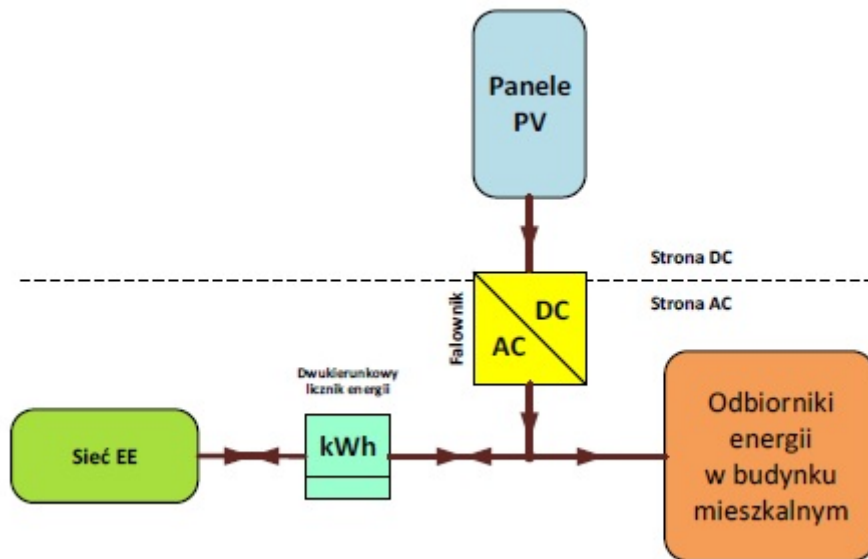 Panele
PV
Strona DC
Strona AC
Falownik
DC
AC
Dwukierunkowy
licznik energii
kWh
Sieć EE
Odbiorniki
energii
w budynku
mieszkalnym